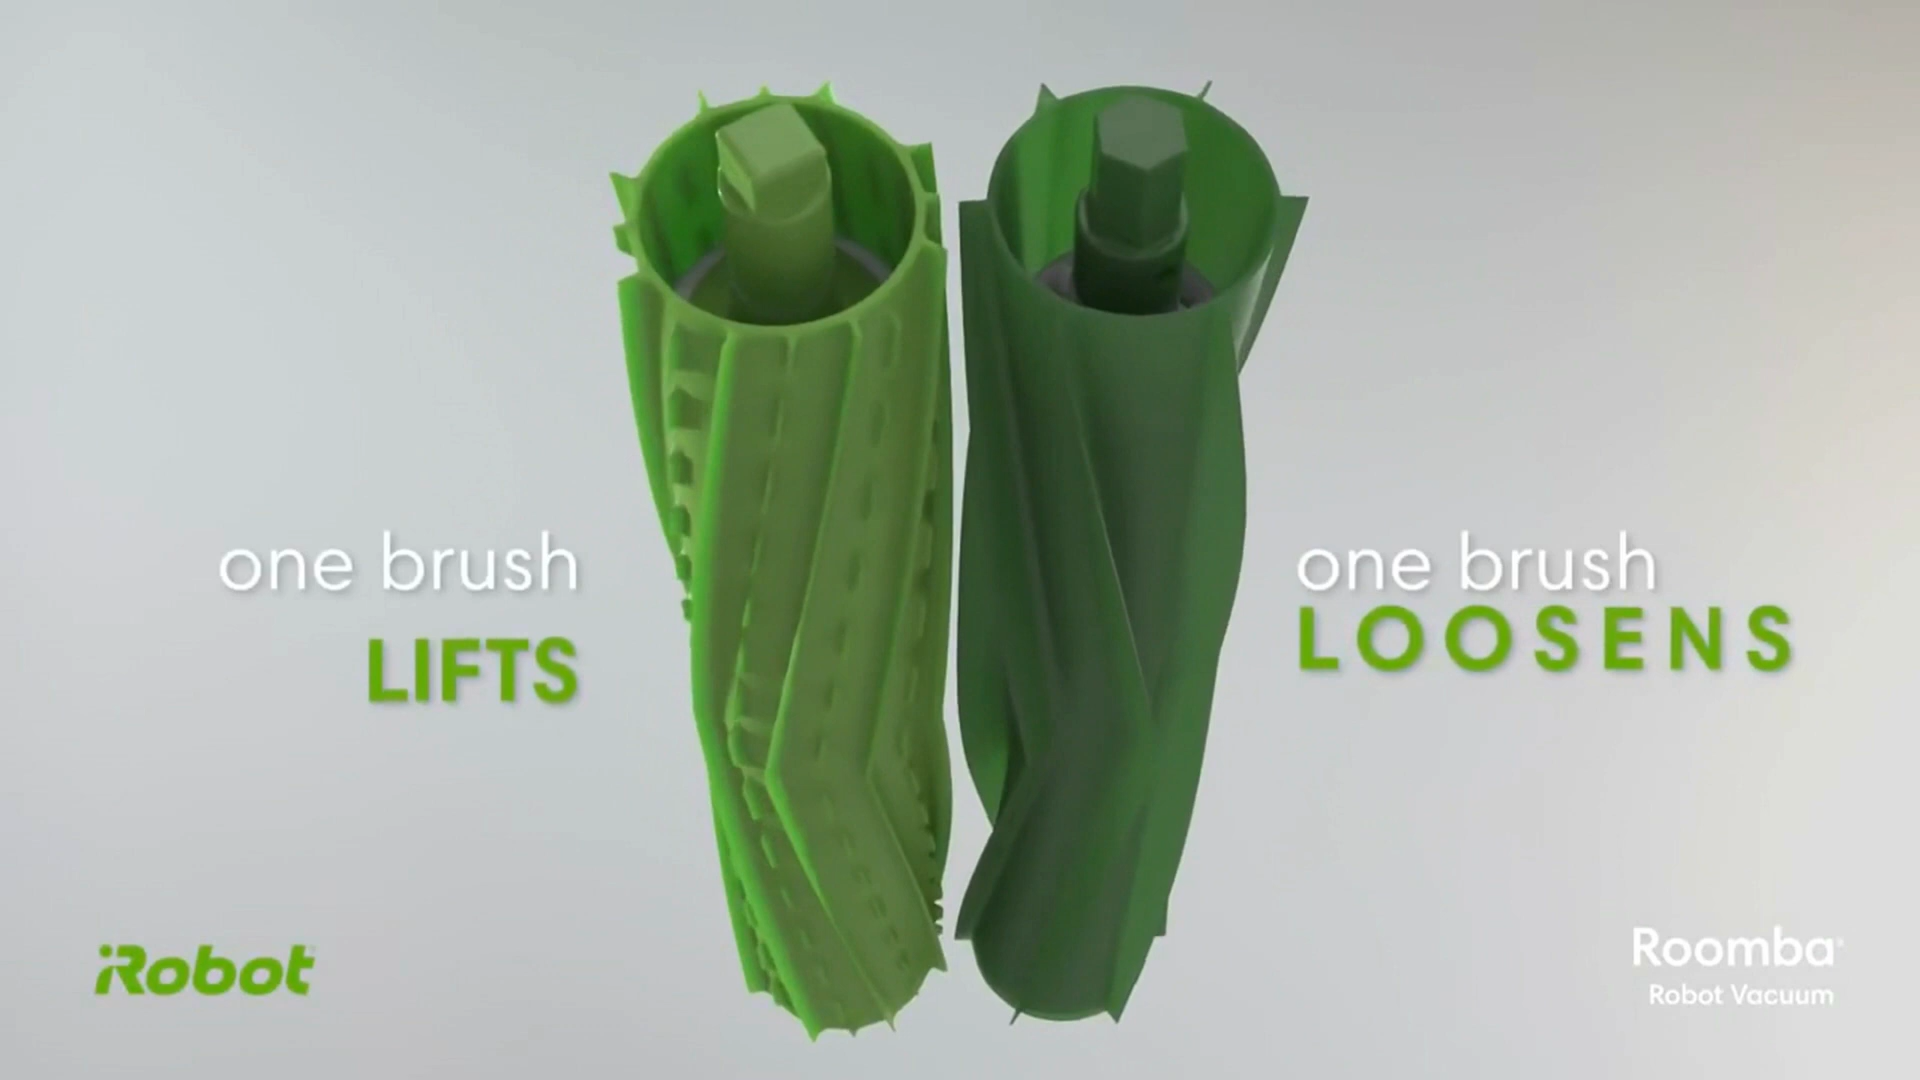 one brush
LIFTS
one brush
LOOSENS
iRobot
Roomba®
Robot Vacuum